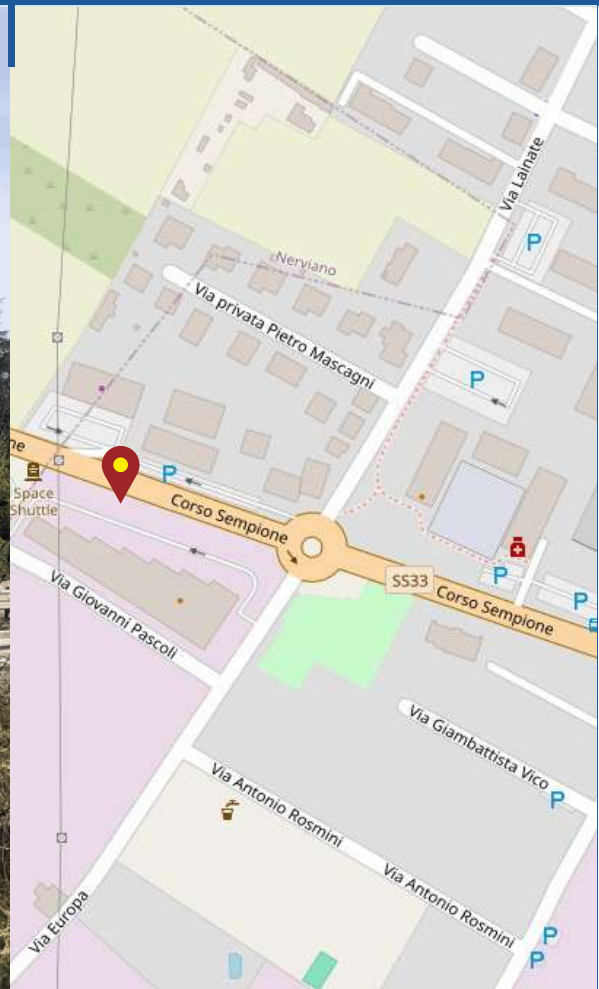 Via Lainate
P
Nerviano
Via privata Pietro Mascagni
P
ne
P
Space
Shuttle
Corso Sempione
SS33
Corso Sempione
P
P
Via Giovanni Pascoli
Via Giambattista Vico
P
Via Antonio Rosmini
Via Antonio Rosmini
Via Europa
P
P